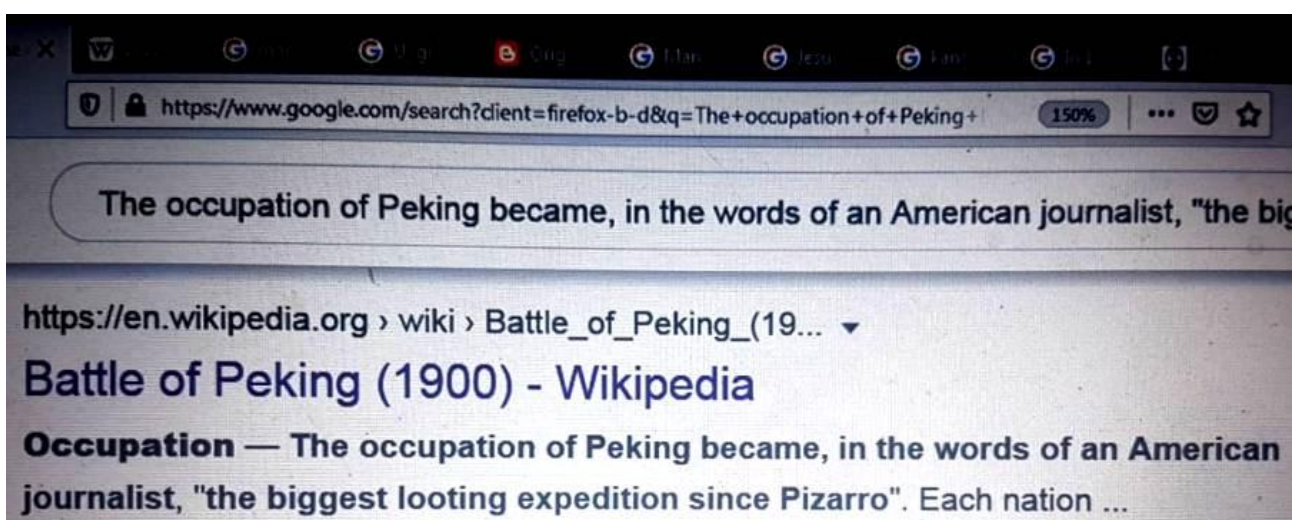 https://www.google.com/search?client=firefox-b-d&q=The+occupation+of+Peking+ 150%
The occupation of Peking became, in the words of an American journalist, "the big
https://en.wikipedia.org › wiki › Battle_of_Peking_(19...
Battle of Peking (1900) - Wikipedia
Occupation — The occupation of Peking became, in the words of an American
journalist, "the biggest looting expedition since Pizarro". Each nation ...